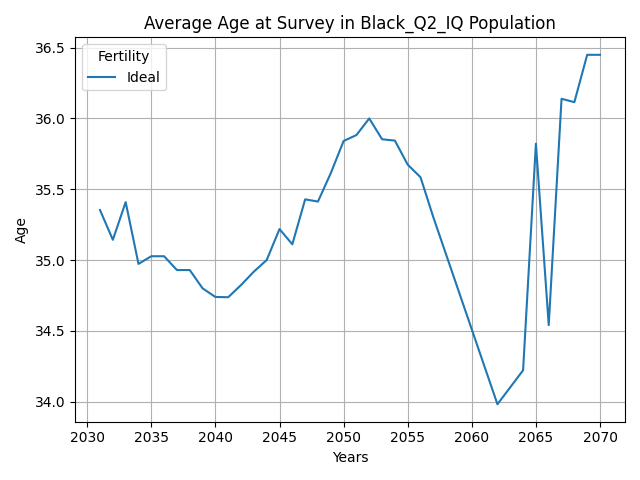 Average Age at Survey in Black_Q2_IQ Population
Fertility
Ideal
Age
36.5
36.0
35.5
35.0
34.5
34.0
2030 2035 2040 2045 2050 2055 2060 2065 2070
Years